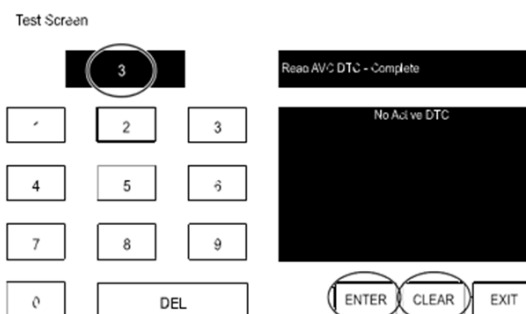 Test Screen
3
Read AVC DTC - Complete
No Active DTC
1 2 3
4 5 6
7 8 9
0 DEL
ENTER CLEAR EXIT